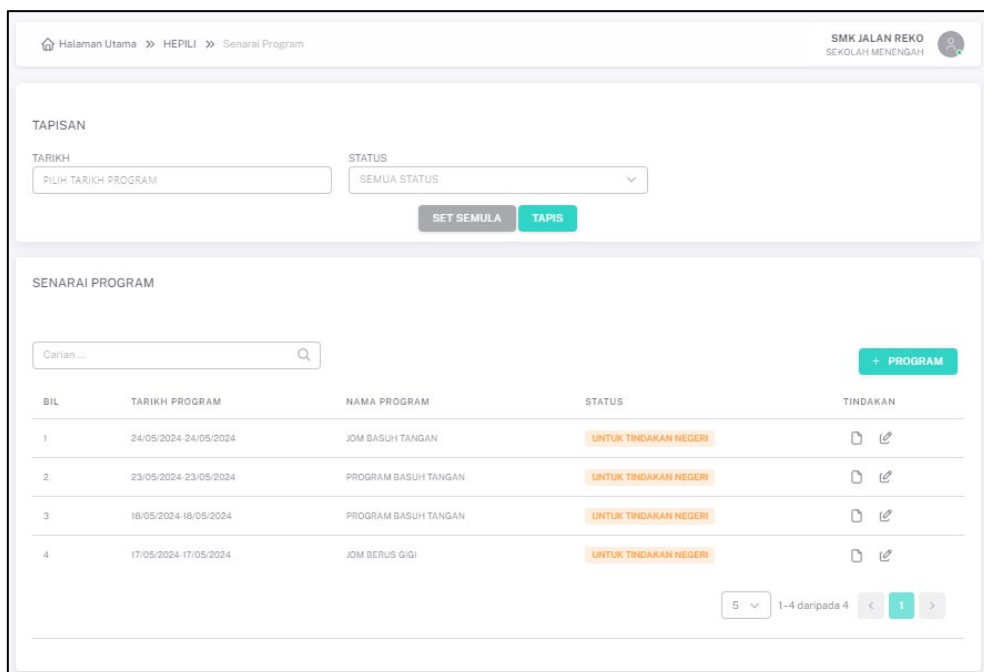 Halaman Utama >> HEPILI >> Senarai Program
SMK JALAN REKO
SEKOLAH MENENGAH
TAPISAN
TARIKH STATUS
PILIH TARIKH PROGRAM SEMUA STATUS
SET SEMULA TAPIS
SENARAI PROGRAM
Carian ... + PROGRAM
BIL TARIKH PROGRAM NAMA PROGRAM STATUS TINDAKAN
1 24/05/2024-24/05/2024 JOM BASUH TANGAN UNTUK TINDAKAN NEGERI
2 23/05/2024-23/05/2024 PROGRAM BASUH TANGAN UNTUK TINDAKAN NEGERI
3 18/05/2024-18/05/2024 PROGRAM BASUH TANGAN UNTUK TINDAKAN NEGERI
4 17/05/2024-17/05/2024 JOM BERUS GIGI UNTUK TINDAKAN NEGERI
5 1-4 daripada 4 < 1 >